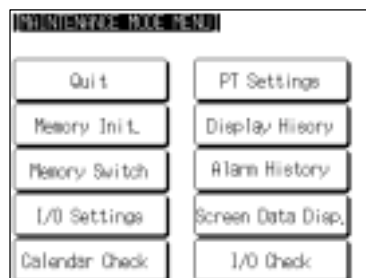 [MAINTENANCE MODE MENU]
Quit
PT Settings
Memory Init.
Display Hisory
Memory Switch
Alarm History
I/O Settings
Screen Data Disp.
Calendar Check
I/O Check